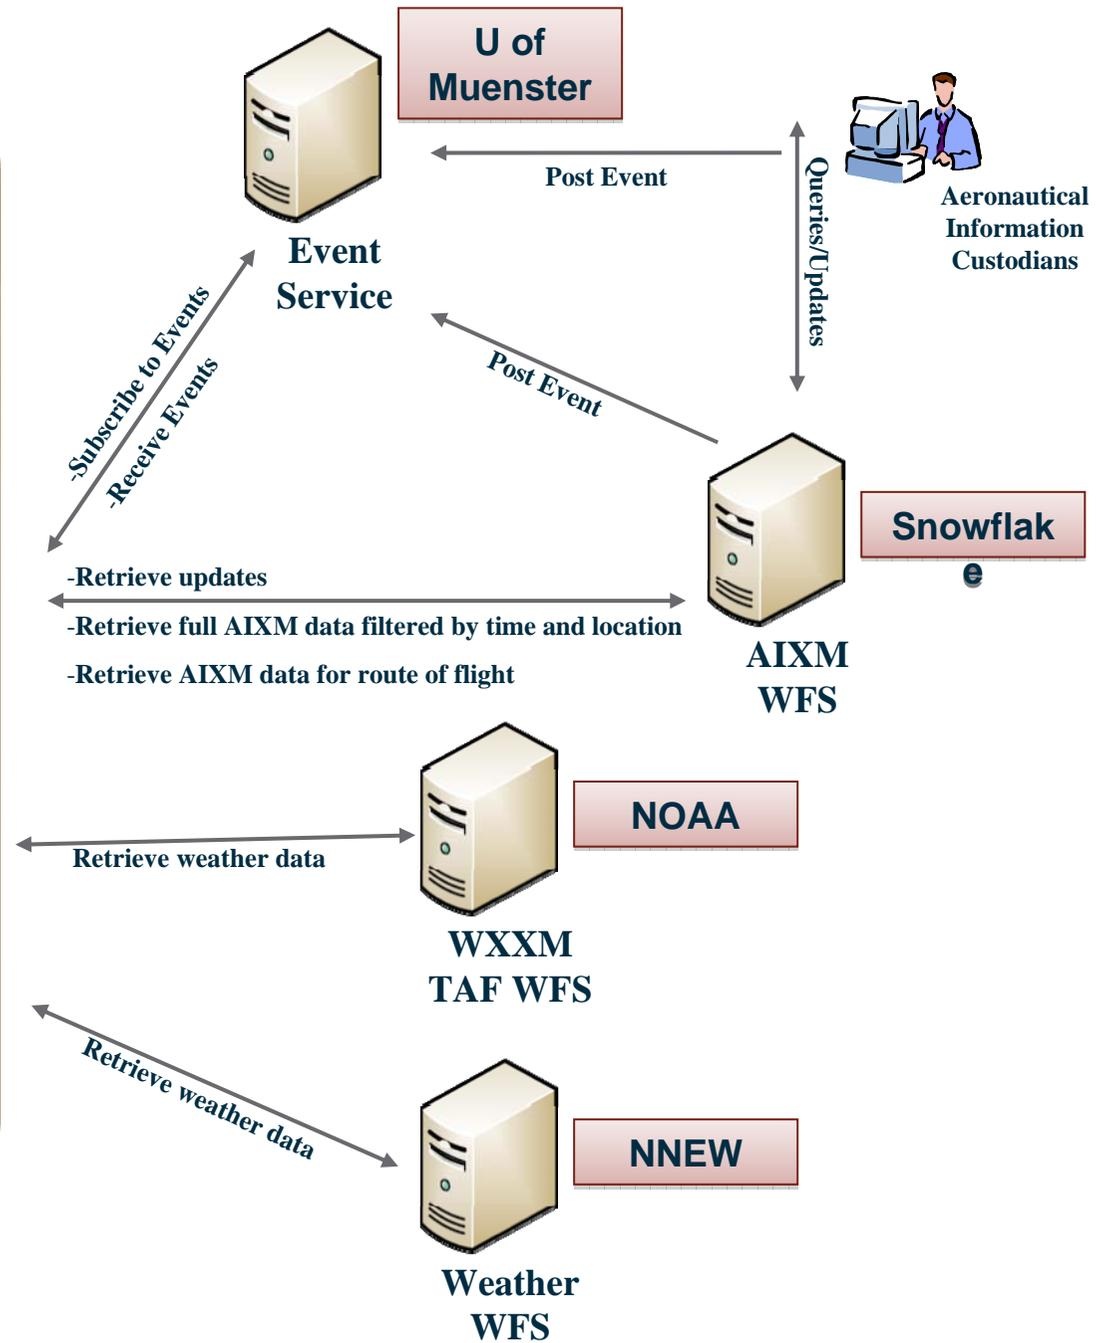 U of
Muenster
Post Event
Queries/Updates
Aeronautical
Information
Custodians
Event
Service
-Subscribe to Events
-Receive Events
Post Event
Snowflak
e
-Retrieve updates
-Retrieve full AIXM data filtered by time and location
-Retrieve AIXM data for route of flight
AIXM
WFS
NOAA
Retrieve weather data
WXXM
TAF WFS
Retrieve weather data
NNEW
Weather
WFS